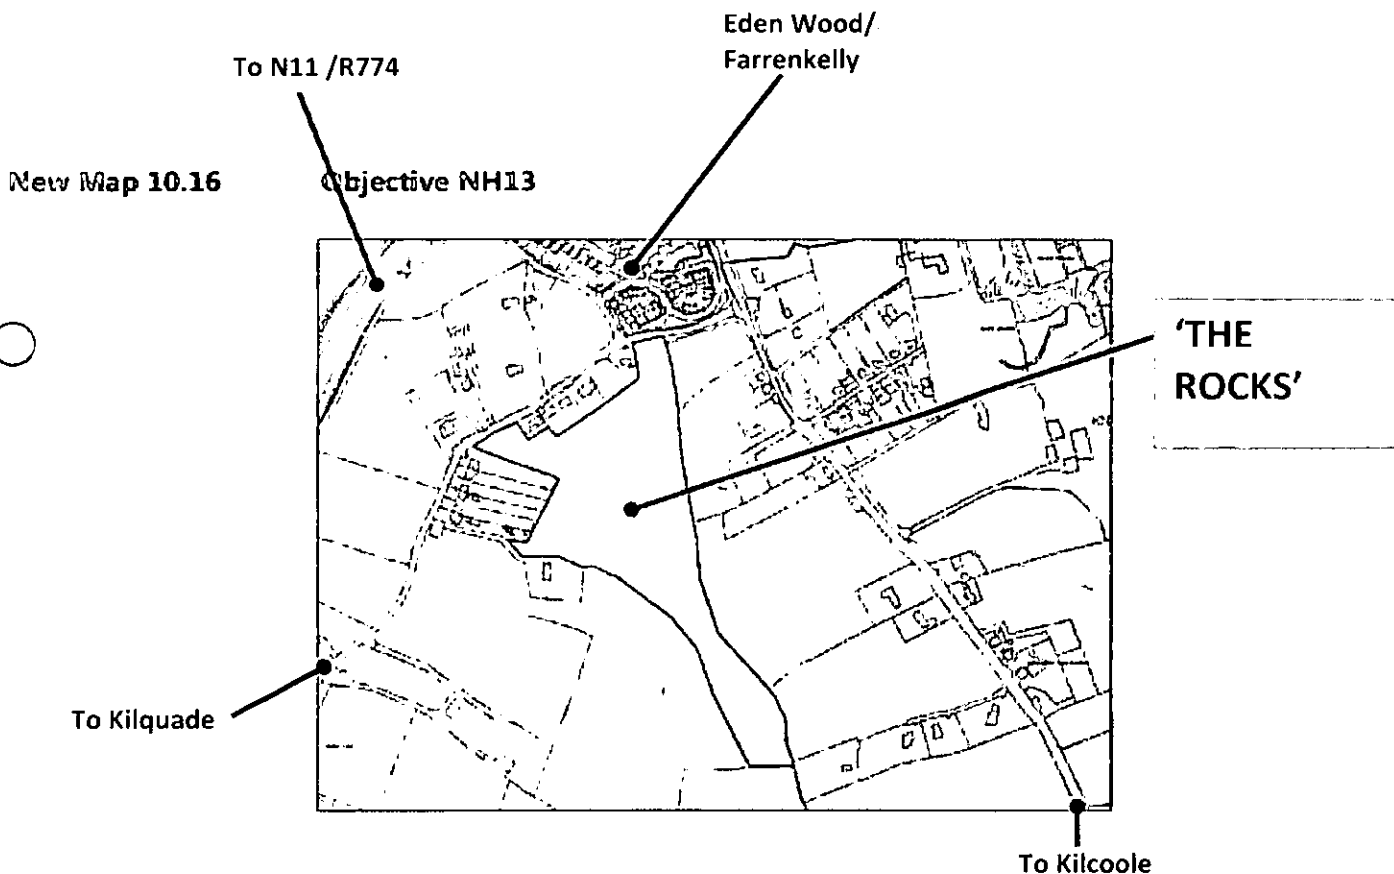 Eden Wood/
Farrenkelly
To N11 /R774
New Map 10.16 Objective NH13
'THE
ROCKS'
To Kilquade
To Kilcoole